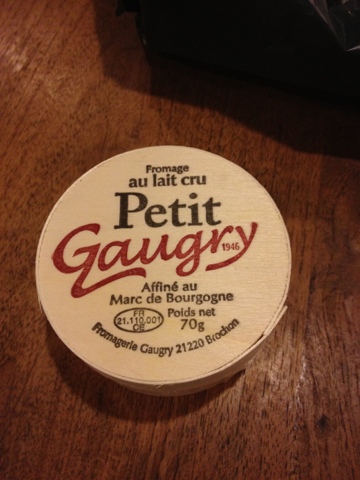 Fromage
au lait cru
Petit
Gaugry
1946
Affiné au
Marc de Bourgogne
FR
21.110.001
CE
Poids net
70g
Fromagerie Gaugry 21220 Brochon